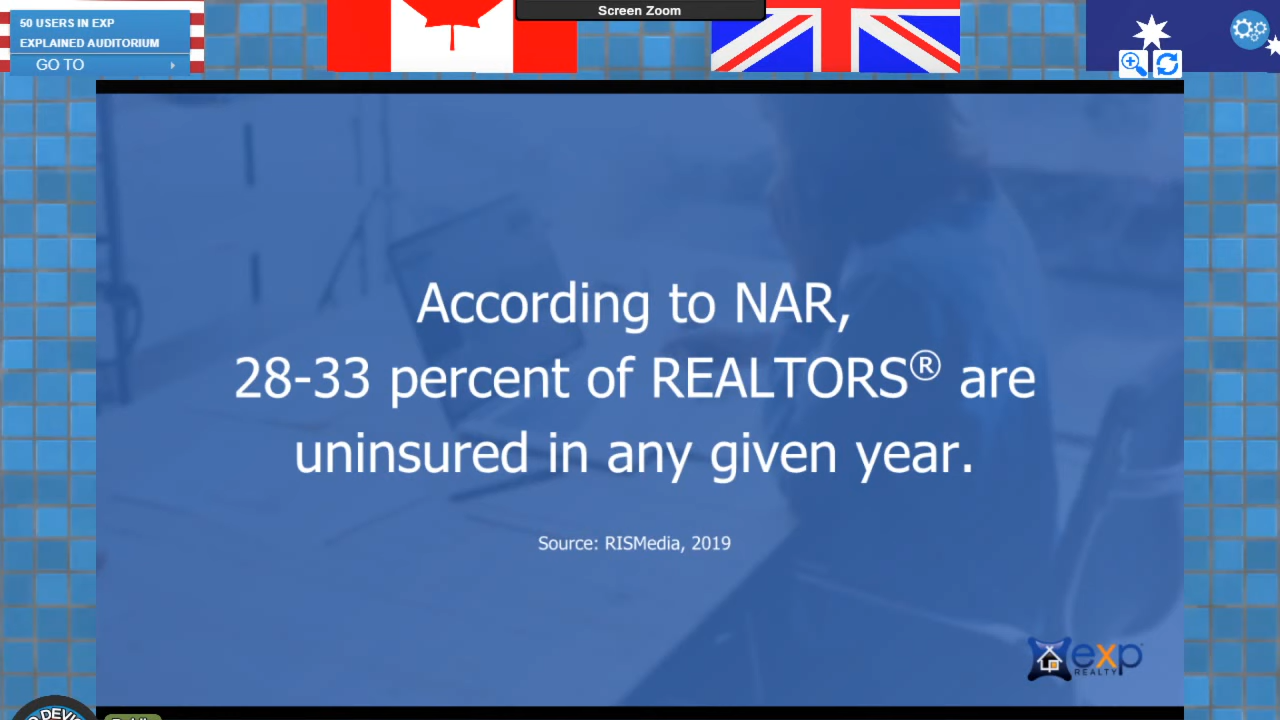 50 USERS IN EXP
EXPLAINED AUDITORIUM
GO TO
Screen Zoom
According to NAR,
28-33 percent of REALTORS® are
uninsured in any given year.
Source: RISMedia, 2019
exp
REALTY